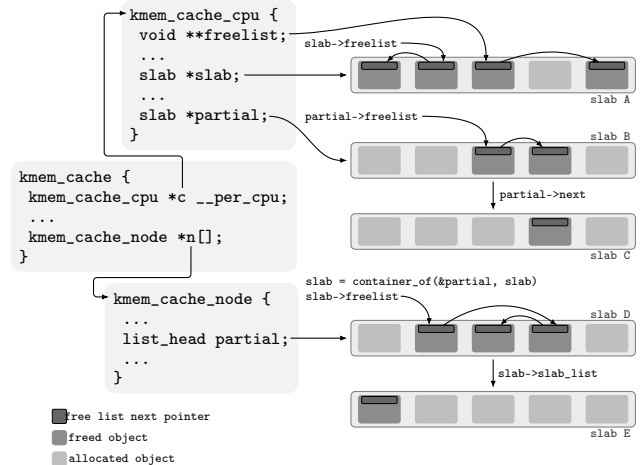 kmem_cache_cpu {
void **freelist;
...
slab *slab;
...
slab *partial;
}
slab->freelist
slab A
partial->freelist
slab B
partial->next
slab C
kmem_cache {
kmem_cache_cpu *c __per_cpu;
...
kmem_cache_node *n[];
}
kmem_cache_node {
...
list_head partial;
...
}
slab = container_of(&partial, slab)
slab->freelist
slab D
slab->slab_list
slab E
free list next pointer
freed object
allocated object